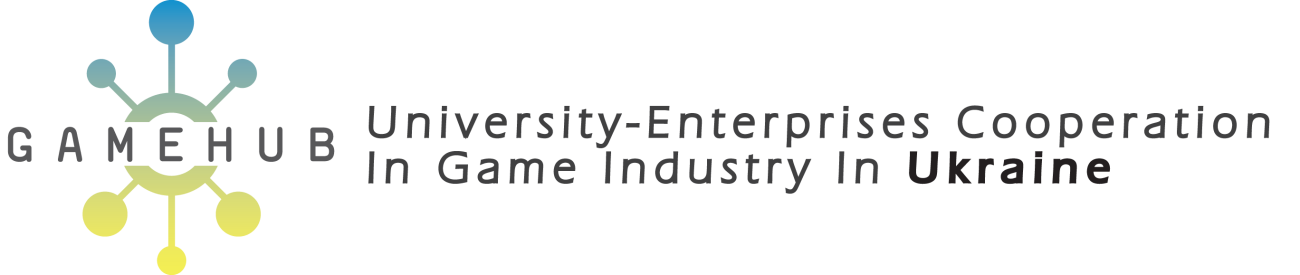 GAMEHUB
University-Enterprises Cooperation
In Game Industry In Ukraine